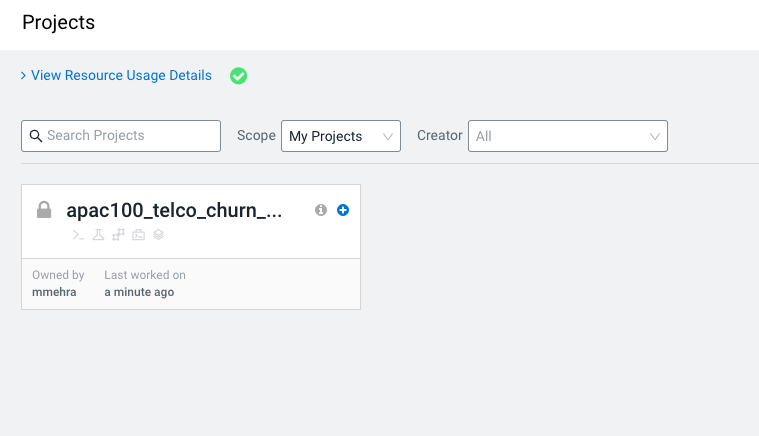 Projects
View Resource Usage Details
Search Projects
Scope
My Projects
Creator
All
apac100_telco_churn_...
Owned by
Last worked on
mmehra
a minute ago